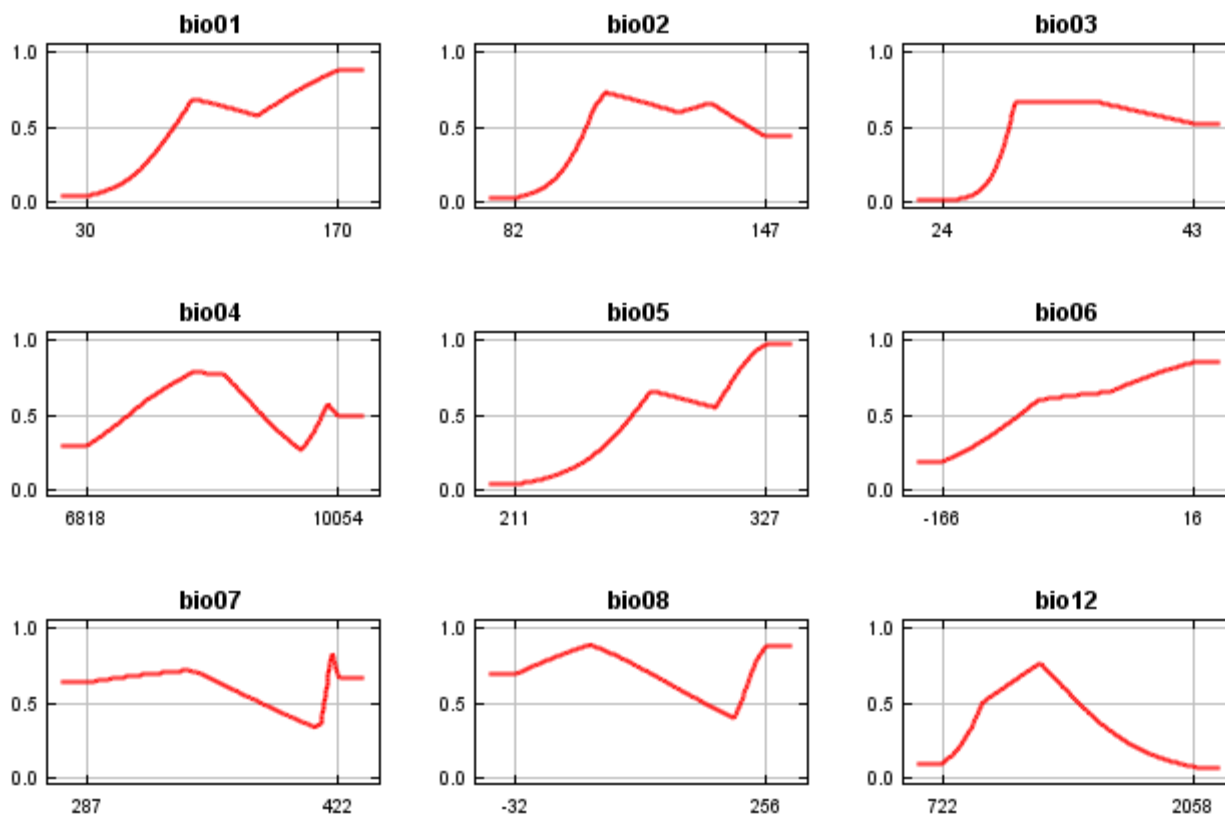 bio01 bio02 bio03
1.0 1.0 1.0
0.5 0.5 0.5
0.0 0.0 0.0
30 170 82 147 24 43
bio04 bio05 bio06
1.0 1.0 1.0
0.5 0.5 0.5
0.0 0.0 0.0
6818 10054 211 327 -166 16
bio07 bio08 bio12
1.0 1.0 1.0
0.5 0.5 0.5
0.0 0.0 0.0
287 422 -32 256 722 2058